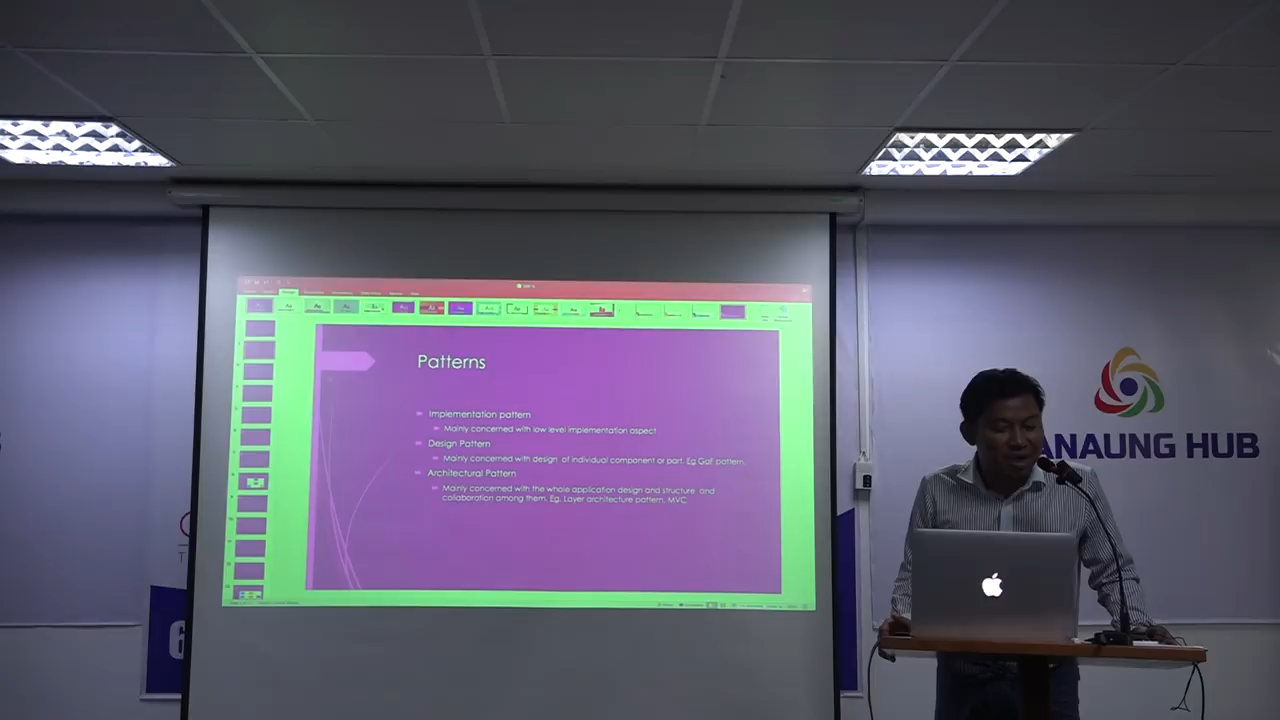 Patterns
Implementation pattern
Mainly concerned with low level implementation aspect
Design Pattern
Mainly concerned with design of individual component or part. Eg GoF pattern.
Architectural Pattern
Mainly concerned with the whole application design and structure and
collaboration among them. Eg. Layer architecture pattern, MVC
ANAUNG HUB
6